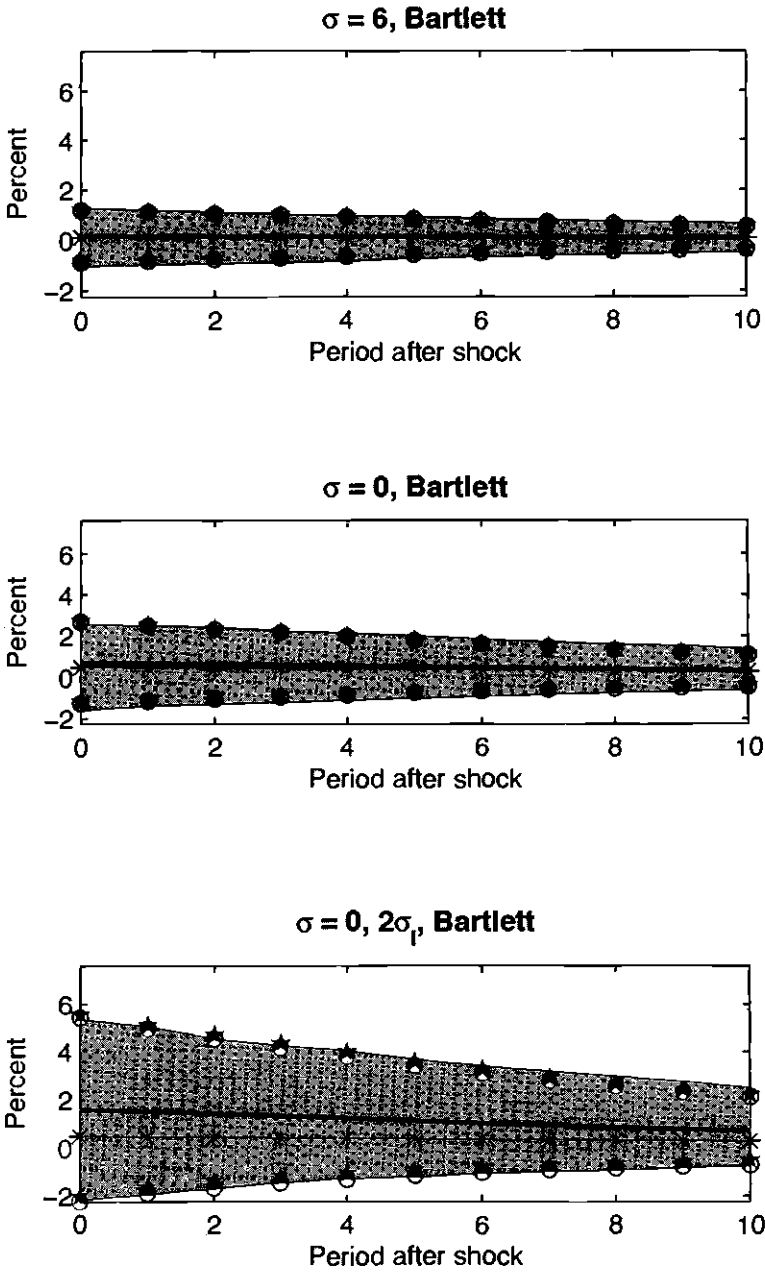 σ = 6, Bartlett
Percent
6
4
2
0
−2
0 2 4 6 8 10
Period after shock
σ = 0, Bartlett
Percent
6
4
2
0
−2
0 2 4 6 8 10
Period after shock
σ = 0, 2σ_l, Bartlett
Percent
6
4
2
0
−2
0 2 4 6 8 10
Period after shock